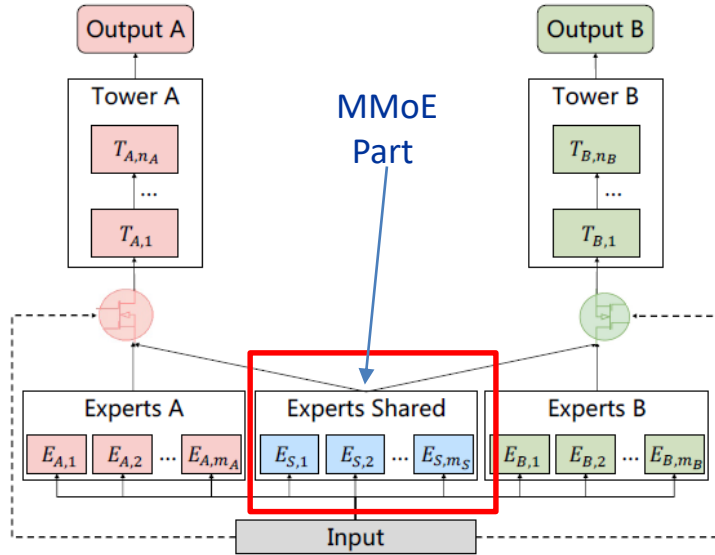 Output A
Output B
Tower A
Tower B
MMoE
Part
T_{A,n_A}
T_{B,n_B}
...
...
T_{A,1}
T_{B,1}
Experts A
Experts Shared
Experts B
E_{A,1} E_{A,2} ... E_{A,m_A}
E_{S,1} E_{S,2} ... E_{S,m_S}
E_{B,1} E_{B,2} ... E_{B,m_B}
Input